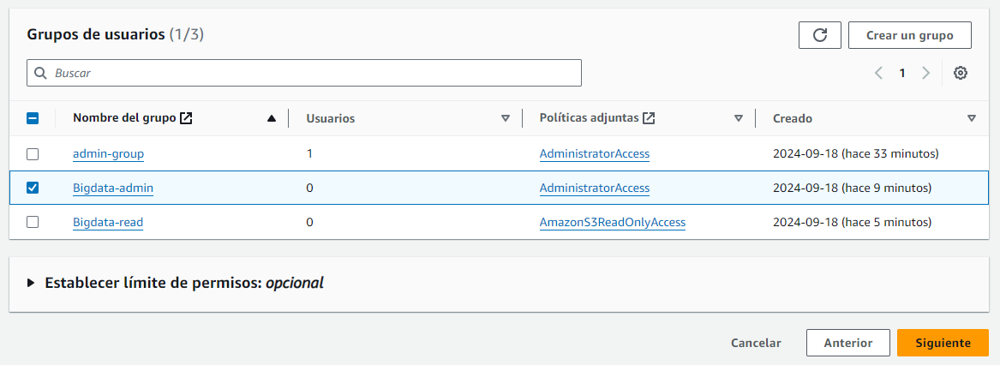 Grupos de usuarios (1/3)
Crear un grupo
Buscar
1
Nombre del grupo Usuarios Políticas adjuntas Creado
admin-group 1 AdministratorAccess 2024-09-18 (hace 33 minutos)
Bigdata-admin 0 AdministratorAccess 2024-09-18 (hace 9 minutos)
Bigdata-read 0 AmazonS3ReadOnlyAccess 2024-09-18 (hace 5 minutos)
Establecer límite de permisos: opcional
Cancelar Anterior Siguiente